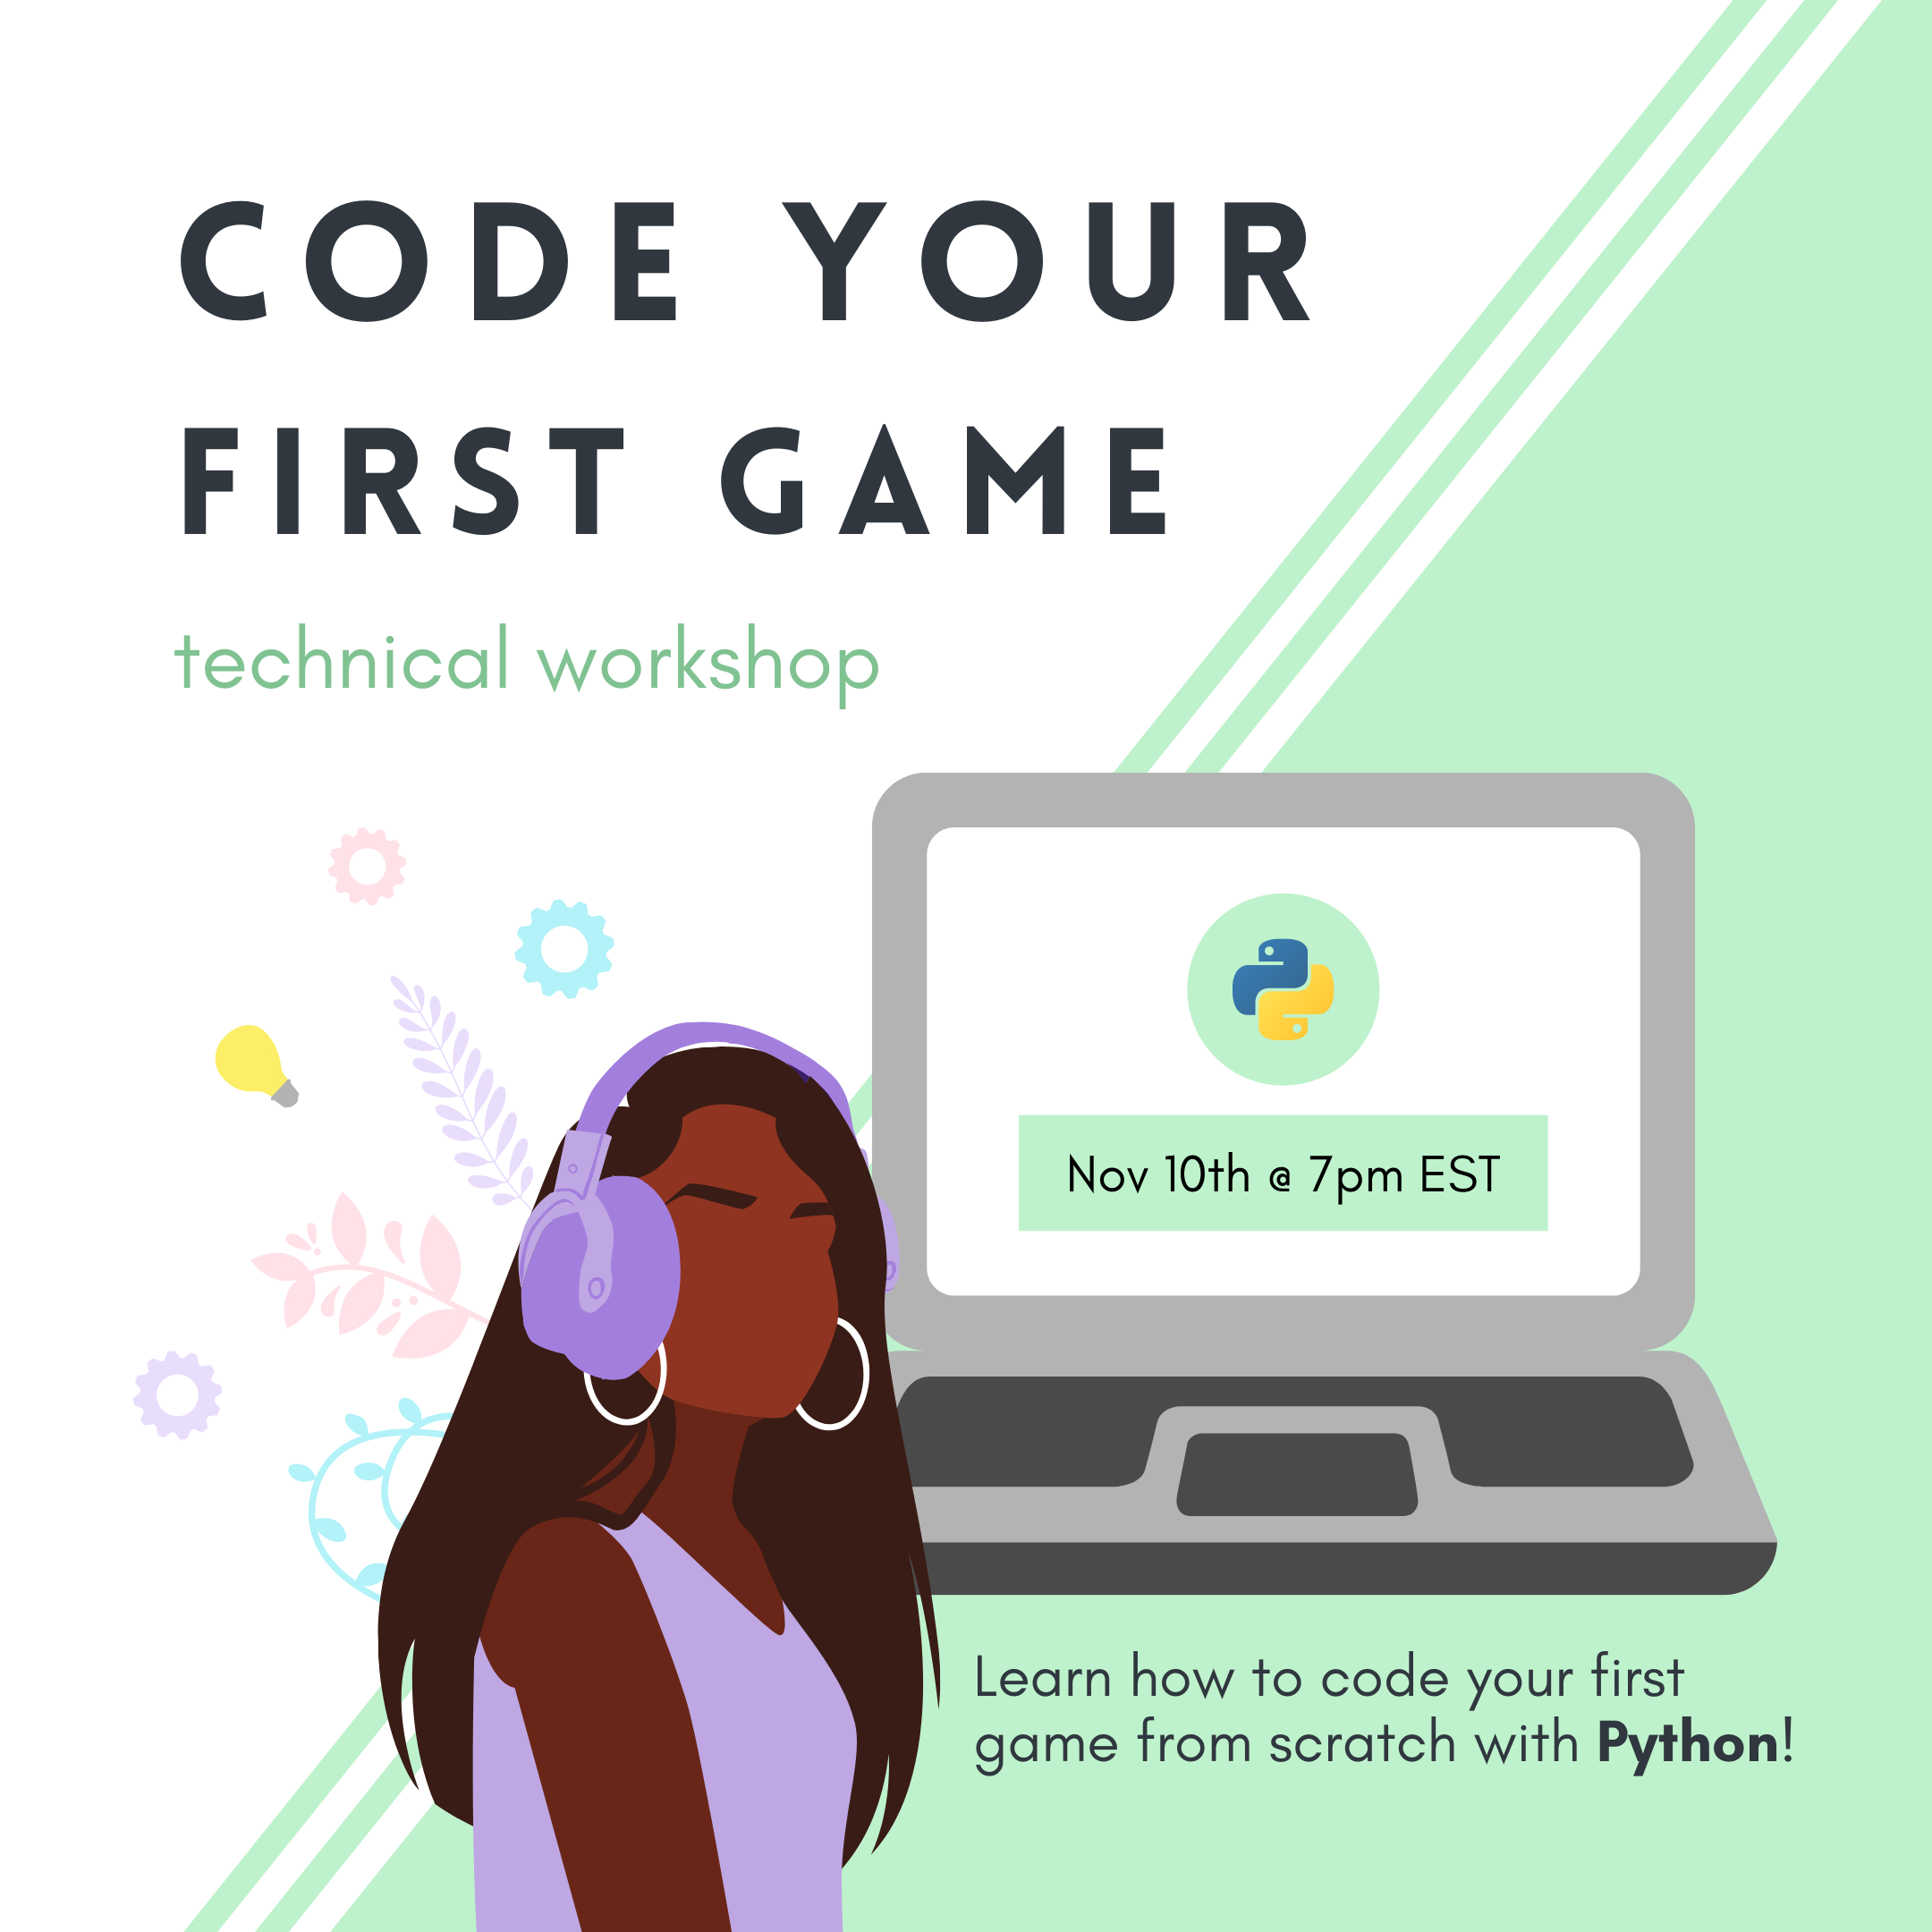 CODE YOUR
FIRST GAME
technical workshop
Nov 10th @ 7pm EST
Learn how to code your first
game from scratch with Python!